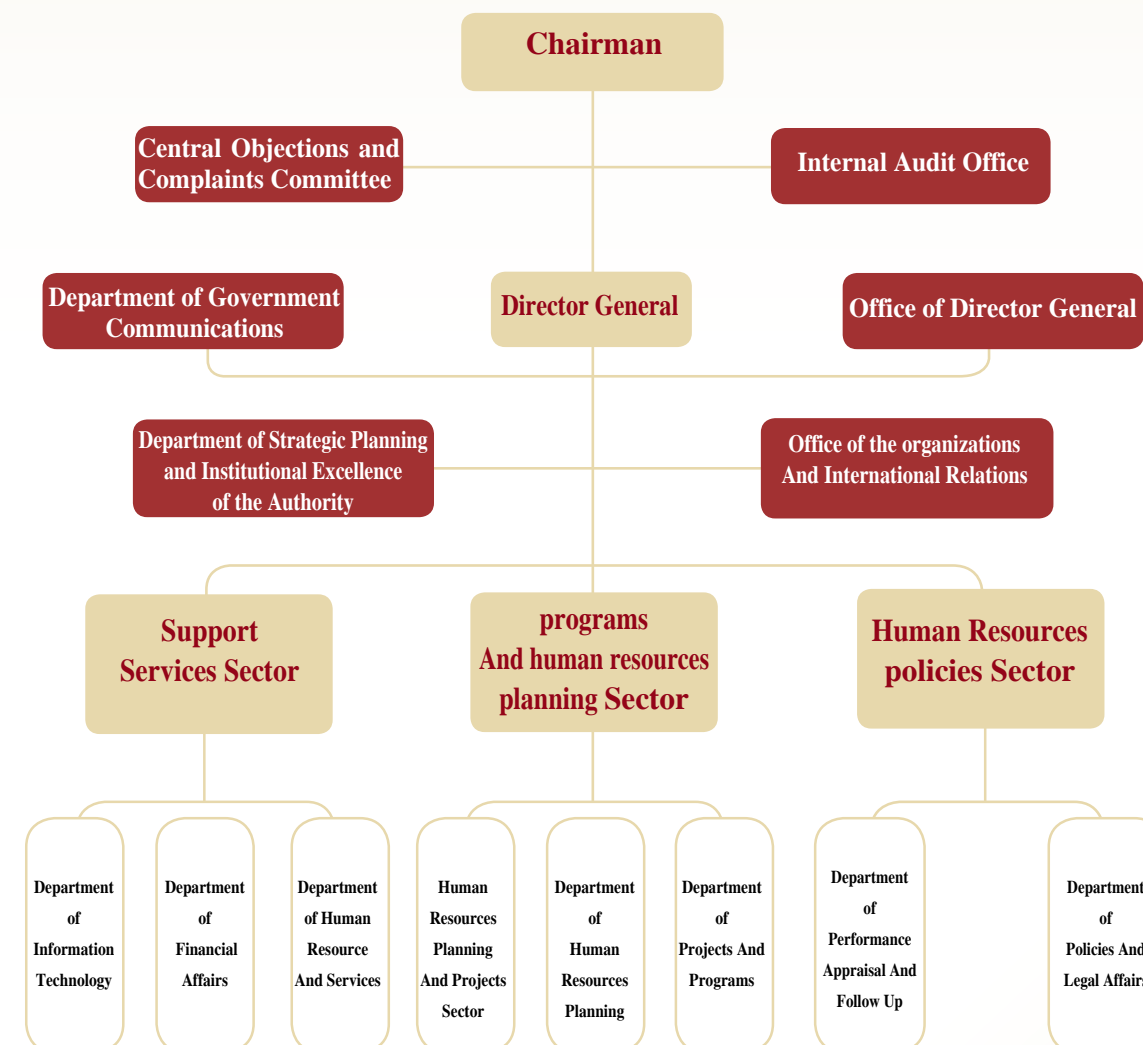 Chairman
Central Objections and
Complaints Committee
Internal Audit Office
Department of Government
Communications
Director General
Office of Director General
Department of Strategic Planning
and Institutional Excellence
of the Authority
Office of the organizations
And International Relations
Support
Services Sector
programs
And human resources
planning Sector
Human Resources
policies Sector
Department
of
Information
Technology
Department
of
Financial
Affairs
Department
of Human
Resource
And Services
Human
Resources
Planning
And Projects
Sector
Department
of
Human
Resources
Planning
Department
of
Projects And
Programs
Department
of
Performance
Appraisal And
Follow Up
Department
of
Policies And
Legal Affairs